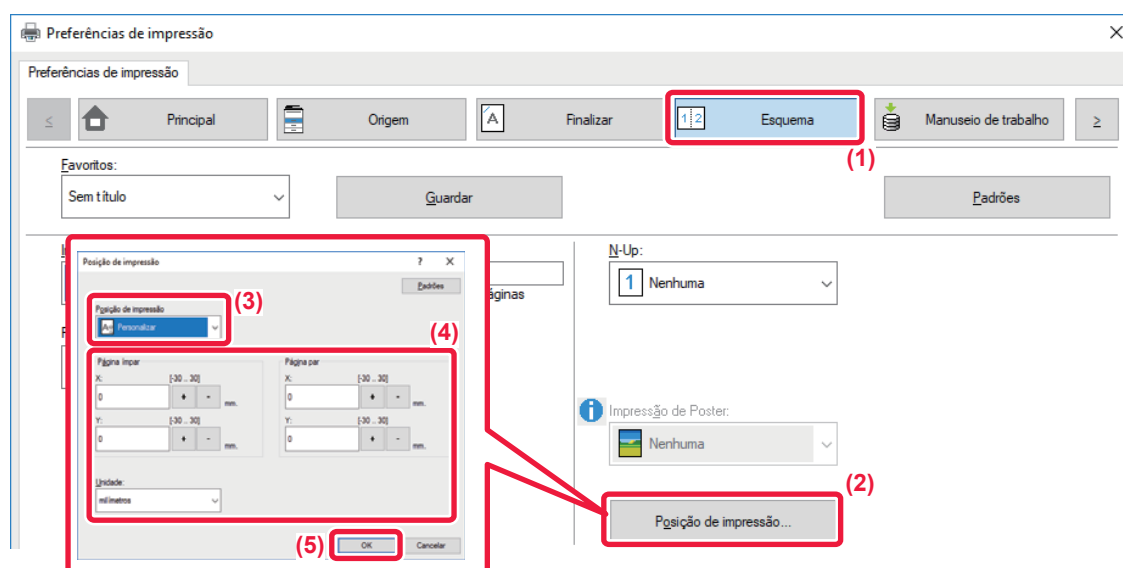 Preferências de impressão
Preferências de impressão
≤ Principal Origem Finalizar Esquema Manuseio de trabalho ≥
(1)
Favoritos:
Sem título Guardar Padrões
N-Up:
1 Nenhuma
áginas
Posição de impressão ? X
Padrões
Posição de impressão (3)
Personalizar
(4)
Página ímpar Página par
X: [-30 .. 30] X: [-30 .. 30]
0 + - mm. 0 + - mm.
Y: [-30 .. 30] Y: [-30 .. 30]
0 + - mm. 0 + - mm.
Unidade:
milímetros
(5) OK Cancelar
Impressão de Poster:
Nenhuma
(2)
Posição de impressão...